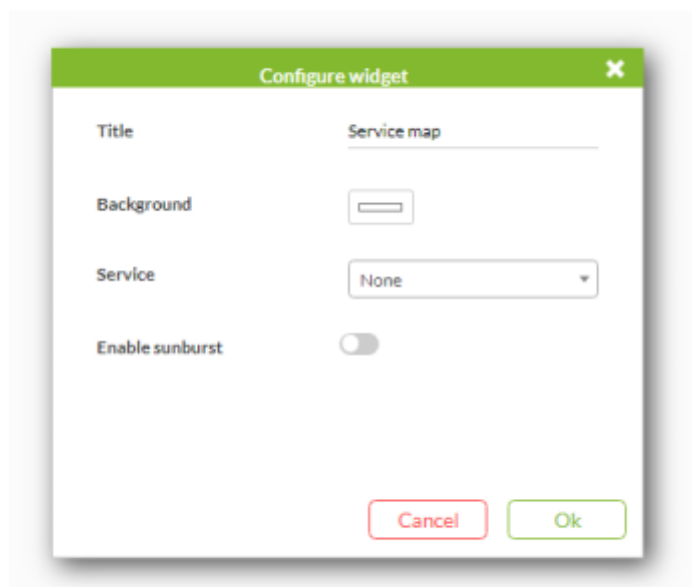 Configure widget
Title Service map
Background
Service None
Enable sunburst
Cancel Ok